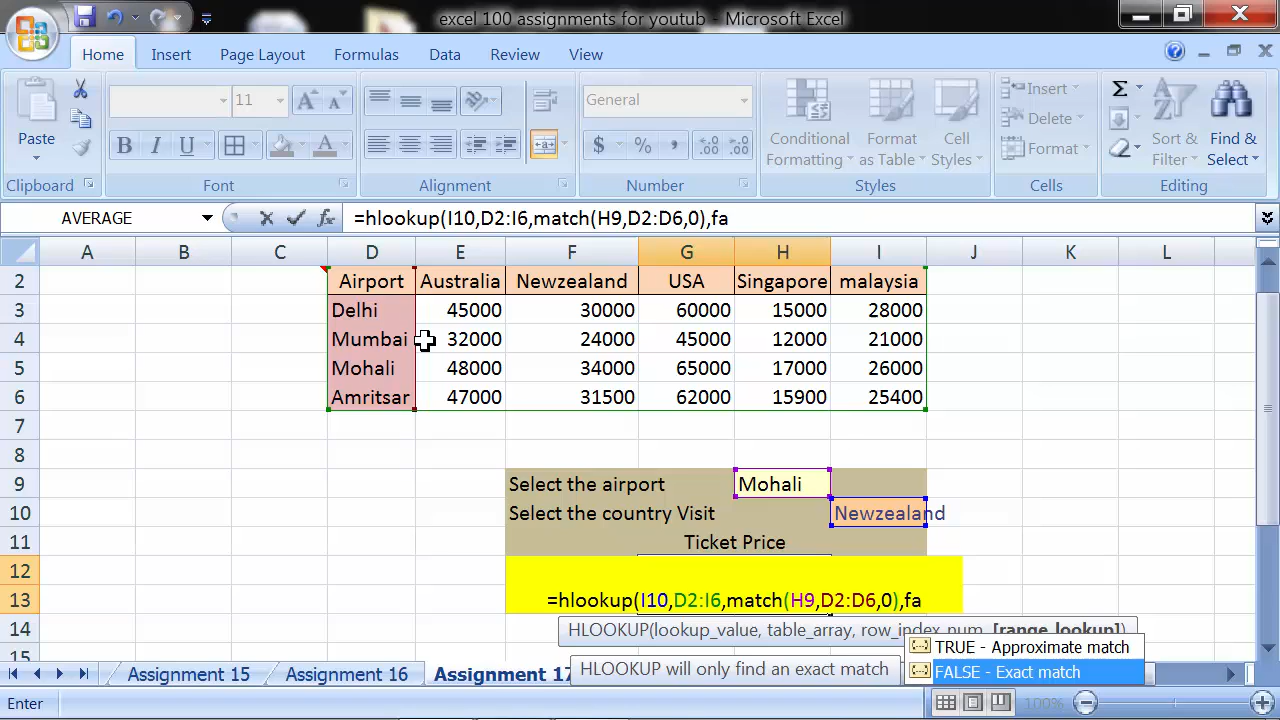 excel 100 assignments for youtub - Microsoft Excel
Home Insert Page Layout Formulas Data Review View
Paste
Clipboard
11
B I U A
Font
Alignment
General
$ % ,
Number
Conditional Formatting
Format as Table
Cell Styles
Styles
Insert
Delete
Format
Cells
Σ
Sort & Filter
Find & Select
Editing
AVERAGE fx =hlookup(I10,D2:I6,match(H9,D2:D6,0),fa
A B C D E F G H I J K L
2 Airport Australia Newzealand USA Singapore malaysia
3 Delhi 45000 30000 60000 15000 28000
4 Mumbai 32000 24000 45000 12000 21000
5 Mohali 48000 34000 65000 17000 26000
6 Amritsar 47000 31500 62000 15900 25400
7
8
9 Select the airport Mohali
10 Select the country Visit Newzealand
11 Ticket Price
12
13 =hlookup(I10,D2:I6,match(H9,D2:D6,0),fa
14 HLOOKUP(lookup_value, table_array, row_index_num, [range_lookup])
TRUE - Approximate match
15
HLOOKUP will only find an exact match
FALSE - Exact match
Assignment 15 Assignment 16 Assignment 17
Enter 100%